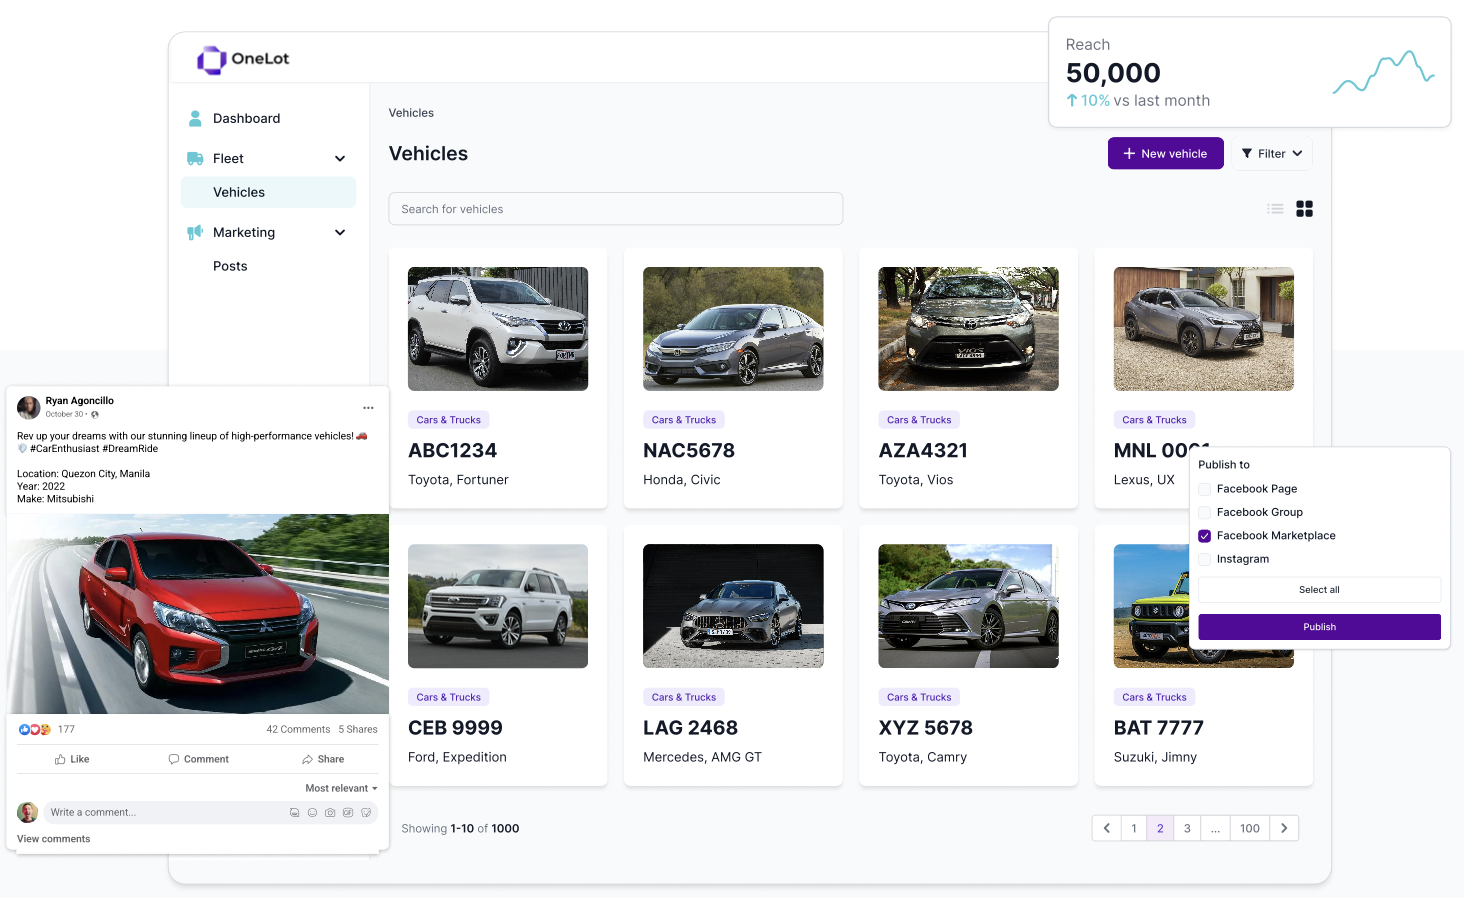 OneLot
Reach
50,000
10% vs last month
Dashboard
Fleet
Vehicles
Marketing
Posts
Vehicles
Vehicles
New vehicle
Filter
Search for vehicles
Cars & Trucks
ABC1234
Toyota, Fortuner
Cars & Trucks
NAC5678
Honda, Civic
VIOS
Cars & Trucks
AZA4321
Toyota, Vios
Cars & Trucks
MNL 0001
Lexus, UX
Cars & Trucks
CEB 9999
Ford, Expedition
Cars & Trucks
LAG 2468
Mercedes, AMG GT
Cars & Trucks
XYZ 5678
Toyota, Camry
Cars & Trucks
BAT 7777
Suzuki, Jimny
Showing 1-10 of 1000
1 2 3 ... 100
Ryan Agoncillo
October 30 ·
Rev up your dreams with our stunning lineup of high-performance vehicles! 🚗
🛡️ #CarEnthusiast #DreamRide
Location: Quezon City, Manila
Year: 2022
Make: Mitsubishi
177
42 Comments 5 Shares
Like Comment Share
Most relevant
Write a comment...
GIF
View comments
Publish to
Facebook Page
Facebook Group
Facebook Marketplace
Instagram
Select all
Publish